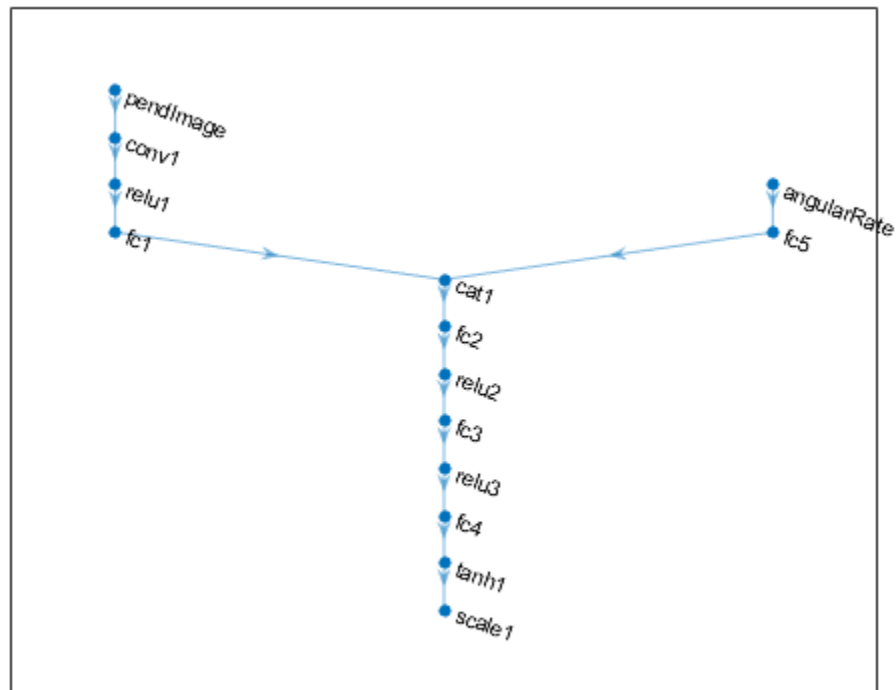 pendImage
conv1
relu1
fc1
angularRate
fc5
cat1
fc2
relu2
fc3
relu3
fc4
tanh1
scale1